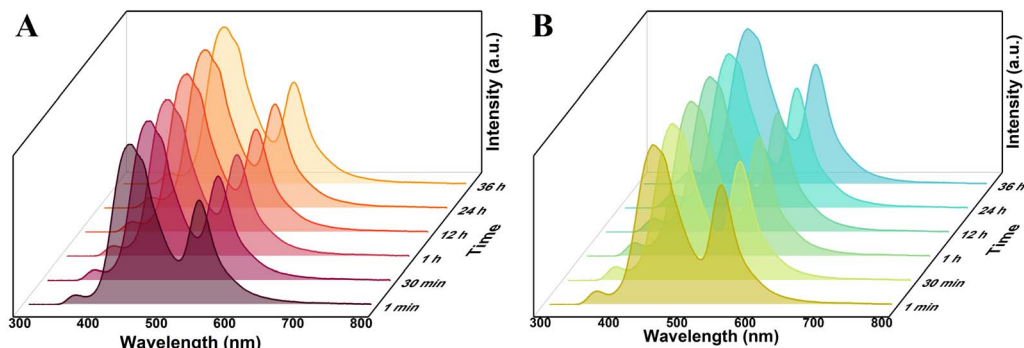 A
Intensity (a.u.)
36 h
24 h
12 h
1 h
30 min
1 min
Time
300 400 500 600 700 800
Wavelength (nm)
B
Intensity (a.u.)
36 h
24 h
12 h
1 h
30 min
1 min
Time
300 400 500 600 700 800
Wavelength (nm)